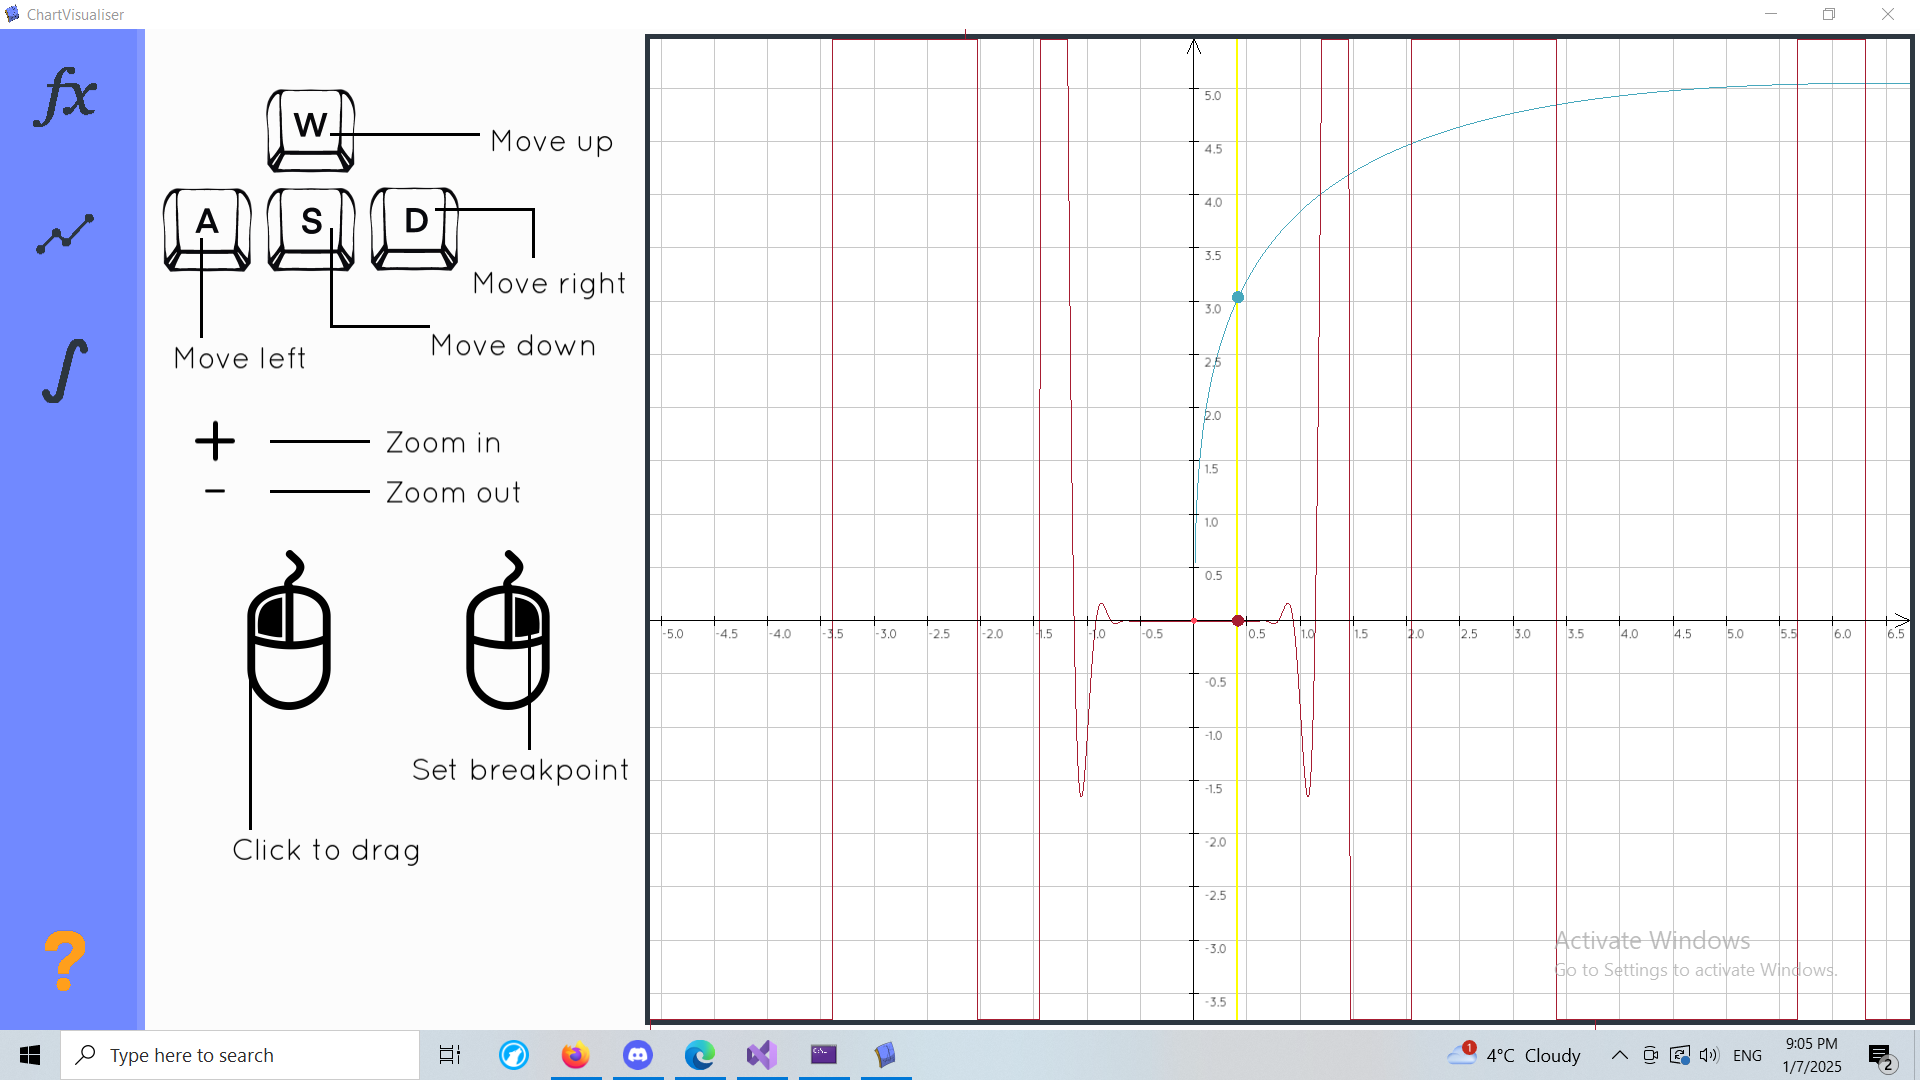 ChartVisualiser
fx
W
Move up
A
S
D
Move right
Move down
Move left
+
Zoom in
-
Zoom out
Set breakpoint
Click to drag
?
5.0
4.5
4.0
3.5
3.0
2.5
2.0
1.5
1.0
0.5
-5.0 -4.5 -4.0 -3.5 -3.0 -2.5 -2.0 -1.5 -1.0 -0.5 0.5 1.0 1.5 2.0 2.5 3.0 3.5 4.0 4.5 5.0 5.5 6.0 6.5
-0.5
-1.0
-1.5
-2.0
-2.5
-3.0
-3.5
Activate Windows
Go to Settings to activate Windows.
Type here to search
1
4°C Cloudy
ENG
9:05 PM
1/7/2025
2